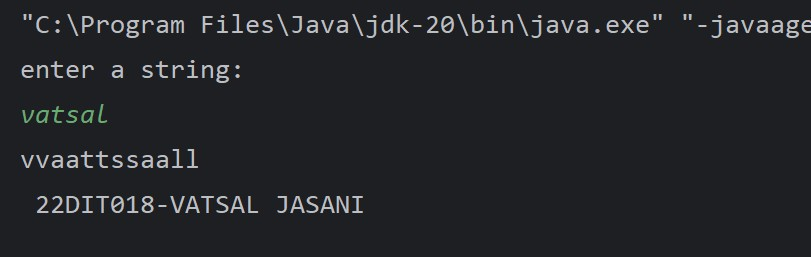 "C:\Program Files\Java\jdk-20\bin\java.exe" "-javaage
enter a string:
vatsal
vvaattssaall
22DIT018-VATSAL JASANI